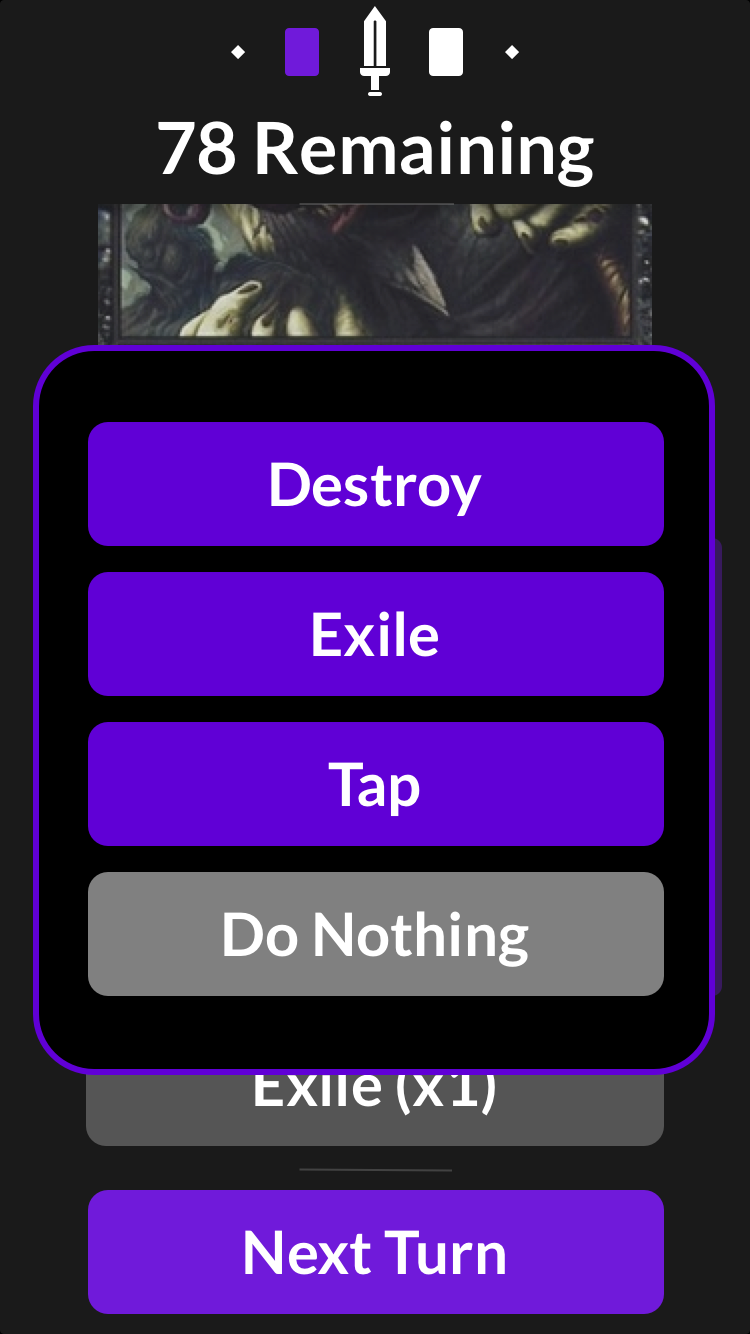 78 Remaining
Destroy
Exile
Tap
Do Nothing
Exile (x1)
Next Turn